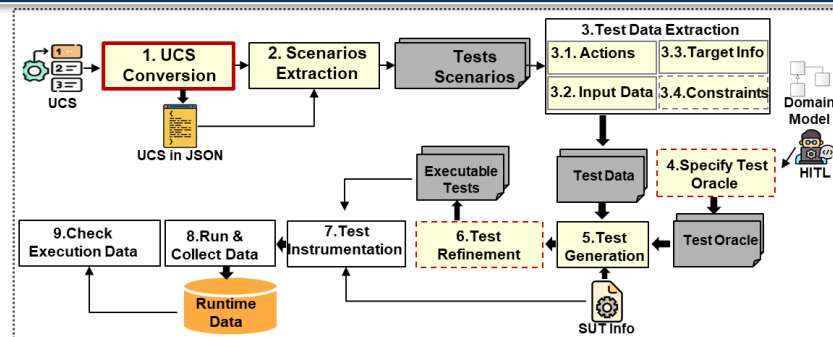 1
2
3
UCS
1. UCS
Conversion
2. Scenarios
Extraction
Tests
Scenarios
3.Test Data Extraction
3.1. Actions
3.3.Target Info
3.2. Input Data
3.4.Constraints
UCS in JSON
Domain
Model
HITL
Executable
Tests
Test Data
4.Specify Test
Oracle
9.Check
Execution Data
8.Run &
Collect Data
7.Test
Instrumentation
6.Test
Refinement
5.Test
Generation
Test Oracle
Runtime
Data
SUT Info